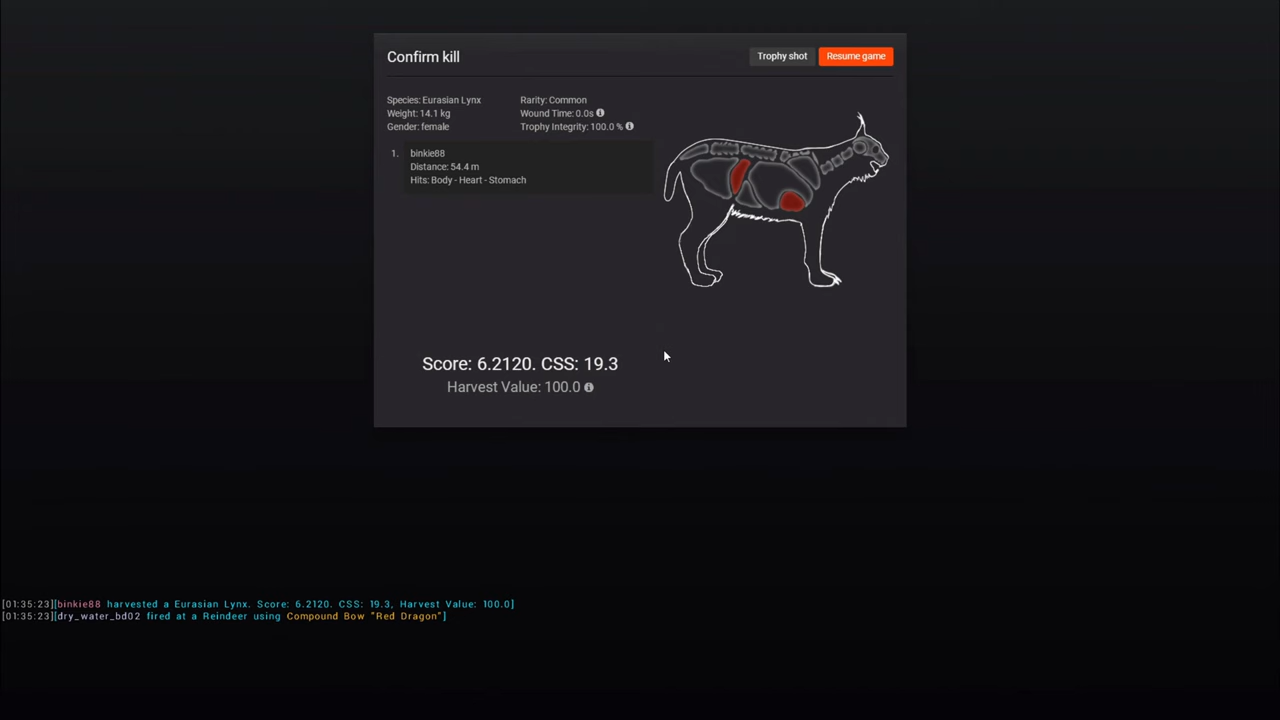 Confirm kill
Trophy shot
Resume game
Species: Eurasian Lynx
Rarity: Common
Weight: 14.1 kg
Wound Time: 0.0s
Gender: female
Trophy Integrity: 100.0 %
1. binkie88
Distance: 54.4 m
Hits: Body - Heart - Stomach
Score: 6.2120. CSS: 19.3
Harvest Value: 100.0
[01:35:23][binkie88 harvested a Eurasian Lynx. Score: 6.2120. CSS: 19.3, Harvest Value: 100.0]
[01:35:23][dry_water_bd02 fired at a Reindeer using Compound Bow "Red Dragon"]